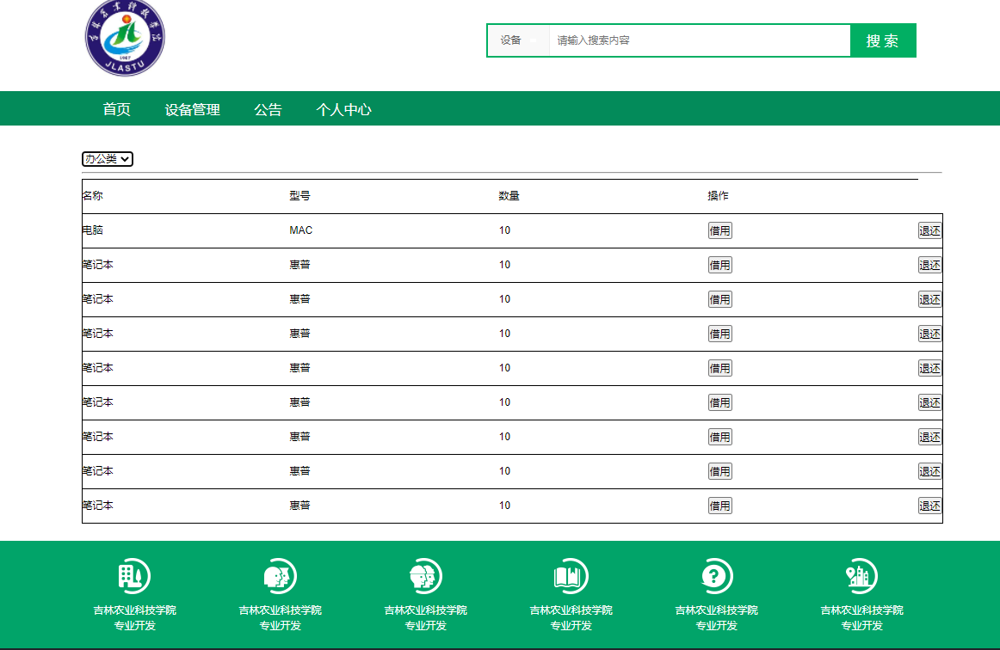 JLASTU
设备
请输入搜索内容
搜 索
首页 设备管理 公告 个人中心
办公类
名称 型号 数量 操作
电脑 MAC 10 借用 退还
笔记本 惠普 10 借用 退还
笔记本 惠普 10 借用 退还
笔记本 惠普 10 借用 退还
笔记本 惠普 10 借用 退还
笔记本 惠普 10 借用 退还
笔记本 惠普 10 借用 退还
笔记本 惠普 10 借用 退还
笔记本 惠普 10 借用 退还
吉林农业科技学院 吉林农业科技学院 吉林农业科技学院 吉林农业科技学院 吉林农业科技学院 吉林农业科技学院
专业开发 专业开发 专业开发 专业开发 专业开发 专业开发